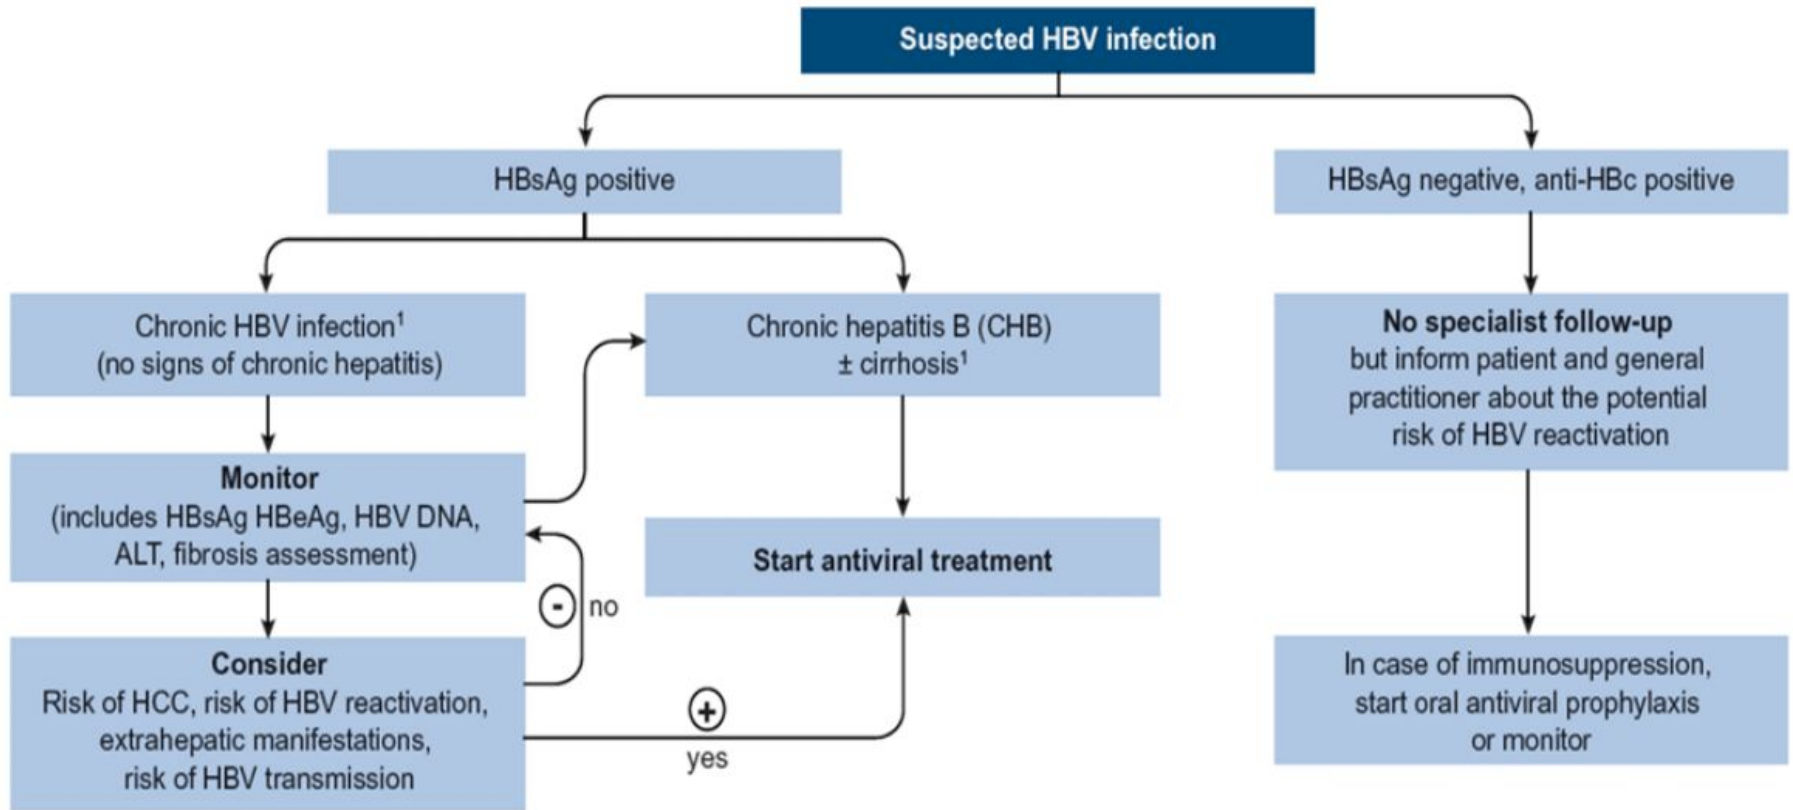 Suspected HBV infection
HBsAg positive
HBsAg negative, anti-HBc positive
Chronic HBV infection¹
(no signs of chronic hepatitis)
Chronic hepatitis B (CHB)
± cirrhosis¹
No specialist follow-up
but inform patient and general
practitioner about the potential
risk of HBV reactivation
Monitor
(includes HBsAg HBeAg, HBV DNA,
ALT, fibrosis assessment)
Start antiviral treatment
-
no
Consider
Risk of HCC, risk of HBV reactivation,
extrahepatic manifestations,
risk of HBV transmission
+
yes
In case of immunosuppression,
start oral antiviral prophylaxis
or monitor